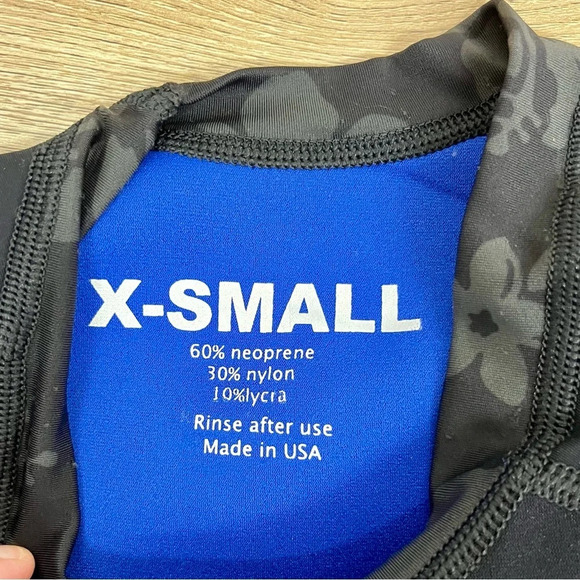 X-SMALL
60% neoprene
30% nylon
10%lycra
Rinse after use
Made in USA